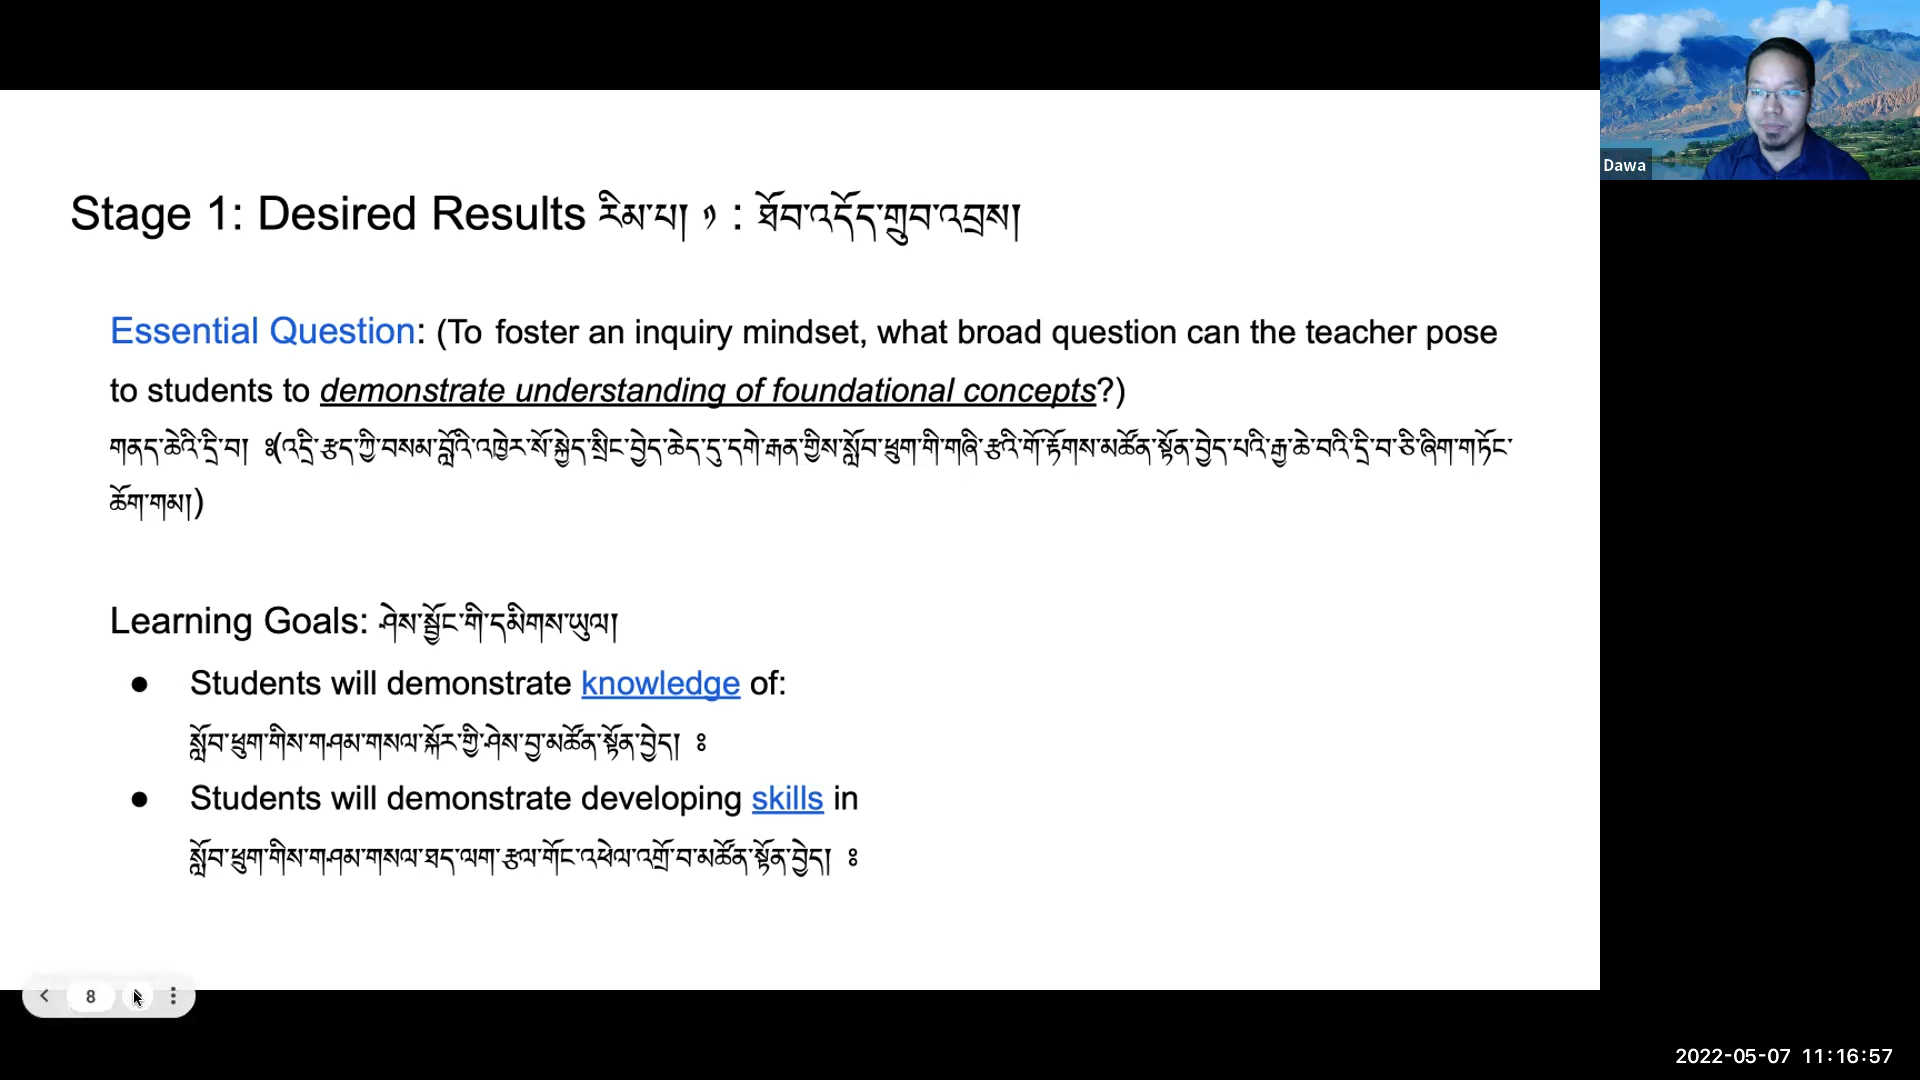 Stage 1: Desired Results རིམ་པ། ༡ : ཐོབ་འདོད་གྲུབ་འབྲས།
Essential Question: (To foster an inquiry mindset, what broad question can the teacher pose
to students to demonstrate understanding of foundational concepts?)
གནད་ཆེའི་དྲི་བ། ༔(འདྲི་རྩད་ཀྱི་བསམ་བློའི་འཁྱེར་སོ་སྐྱེད་སྲིང་བྱེད་ཆེད་དུ་དགེ་རྒན་གྱིས་སློབ་ཕྲུག་གི་གཞི་རྩའི་གོ་རྟོགས་མཚོན་སྟོན་བྱེད་པའི་རྒྱ་ཆེ་བའི་དྲི་བ་ཅི་ཞིག་གཏོང་
ཆོག་གམ།)
Learning Goals: ཤེས་སྦྱོང་གི་དམིགས་ཡུལ།
● Students will demonstrate knowledge of:
སློབ་ཕྲུག་གིས་གཤམ་གསལ་སྐོར་གྱི་ཤེས་བྱ་མཚོན་སྟོན་བྱེད། ༔
● Students will demonstrate developing skills in
སློབ་ཕྲུག་གིས་གཤམ་གསལ་ཐད་ལག་རྩལ་གོང་འཕེལ་འགྲོ་བ་མཚོན་སྟོན་བྱེད། ༔
Dawa
8
2022-05-07 11:16:57